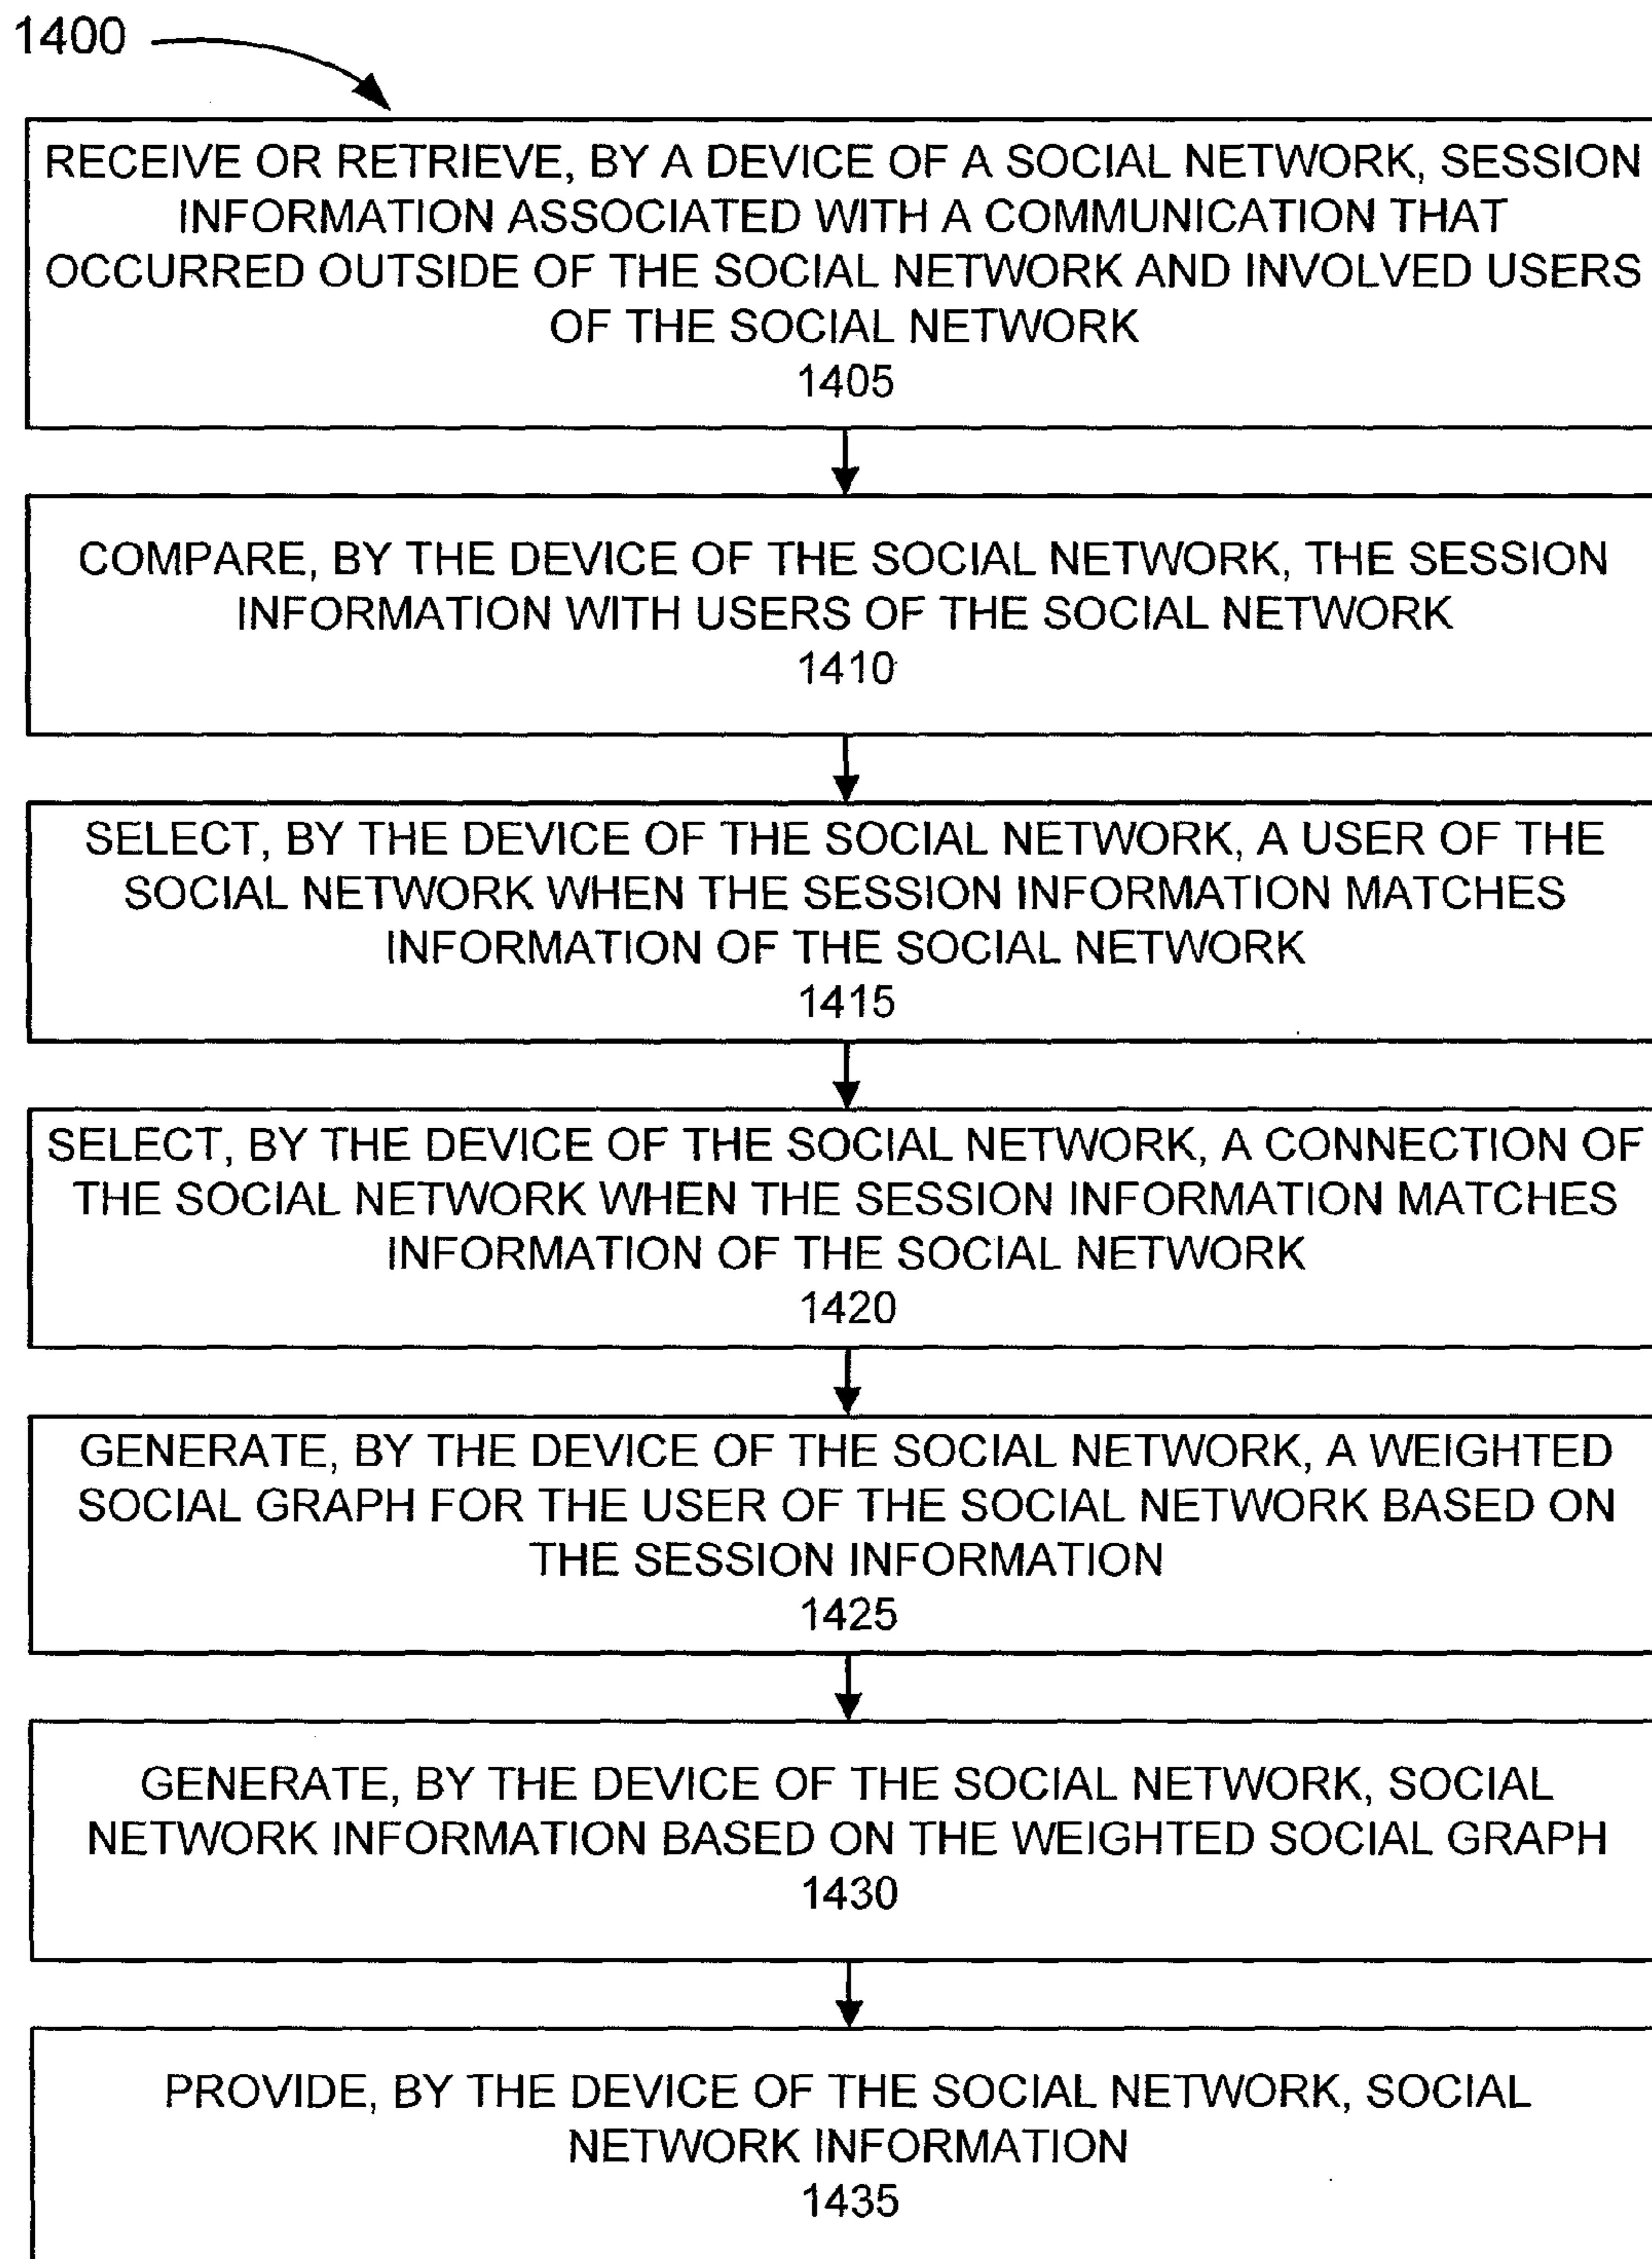 1400
RECEIVE OR RETRIEVE, BY A DEVICE OF A SOCIAL NETWORK, SESSION
INFORMATION ASSOCIATED WITH A COMMUNICATION THAT
OCCURRED OUTSIDE OF THE SOCIAL NETWORK AND INVOLVED USERS
OF THE SOCIAL NETWORK
1405
COMPARE, BY THE DEVICE OF THE SOCIAL NETWORK, THE SESSION
INFORMATION WITH USERS OF THE SOCIAL NETWORK
1410
SELECT, BY THE DEVICE OF THE SOCIAL NETWORK, A USER OF THE
SOCIAL NETWORK WHEN THE SESSION INFORMATION MATCHES
INFORMATION OF THE SOCIAL NETWORK
1415
SELECT, BY THE DEVICE OF THE SOCIAL NETWORK, A CONNECTION OF
THE SOCIAL NETWORK WHEN THE SESSION INFORMATION MATCHES
INFORMATION OF THE SOCIAL NETWORK
1420
GENERATE, BY THE DEVICE OF THE SOCIAL NETWORK, A WEIGHTED
SOCIAL GRAPH FOR THE USER OF THE SOCIAL NETWORK BASED ON
THE SESSION INFORMATION
1425
GENERATE, BY THE DEVICE OF THE SOCIAL NETWORK, SOCIAL
NETWORK INFORMATION BASED ON THE WEIGHTED SOCIAL GRAPH
1430
PROVIDE, BY THE DEVICE OF THE SOCIAL NETWORK, SOCIAL
NETWORK INFORMATION
1435